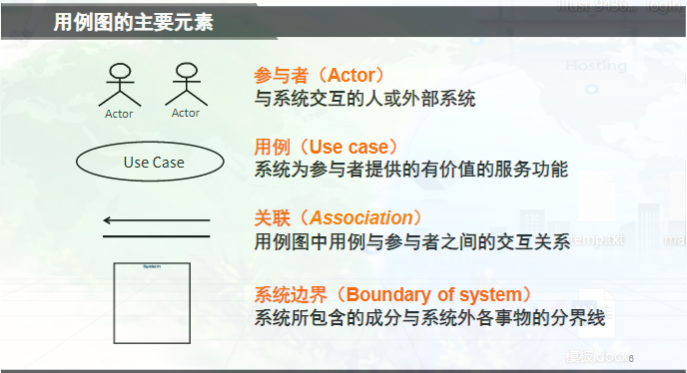 用例图的主要元素
Hosting
Actor
Actor
参与者（Actor）
与系统交互的人或外部系统
Use Case
用例（Use case）
系统为参与者提供的有价值的服务功能
关联（Association）
用例图中用例与参与者之间的交互关系
System
系统边界（Boundary of system）
系统所包含的成分与系统外各事物的分界线
模板.docx
6